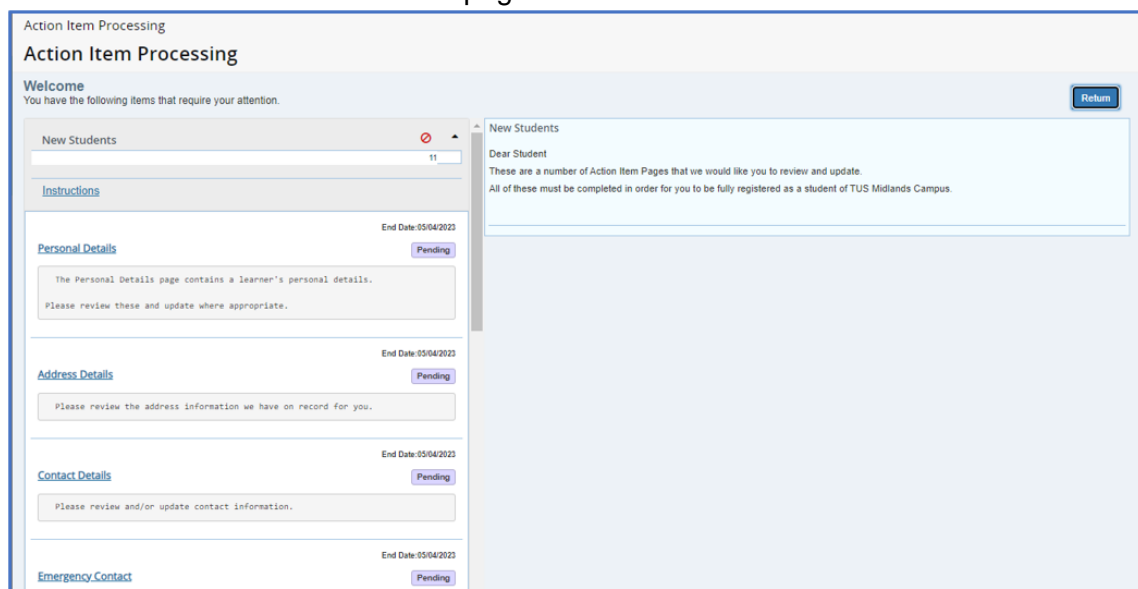 Action Item Processing
Action Item Processing
Welcome
You have the following items that require your attention.
Return
New Students
11
Instructions
End Date:05/04/2023
Personal Details
Pending
The Personal Details page contains a learner's personal details.
Please review these and update where appropriate.
End Date:05/04/2023
Address Details
Pending
Please review the address information we have on record for you.
End Date:05/04/2023
Contact Details
Pending
Please review and/or update contact information.
End Date:05/04/2023
Emergency Contact
Pending
New Students
Dear Student
These are a number of Action Item Pages that we would like you to review and update.
All of these must be completed in order for you to be fully registered as a student of TUS Midlands Campus.